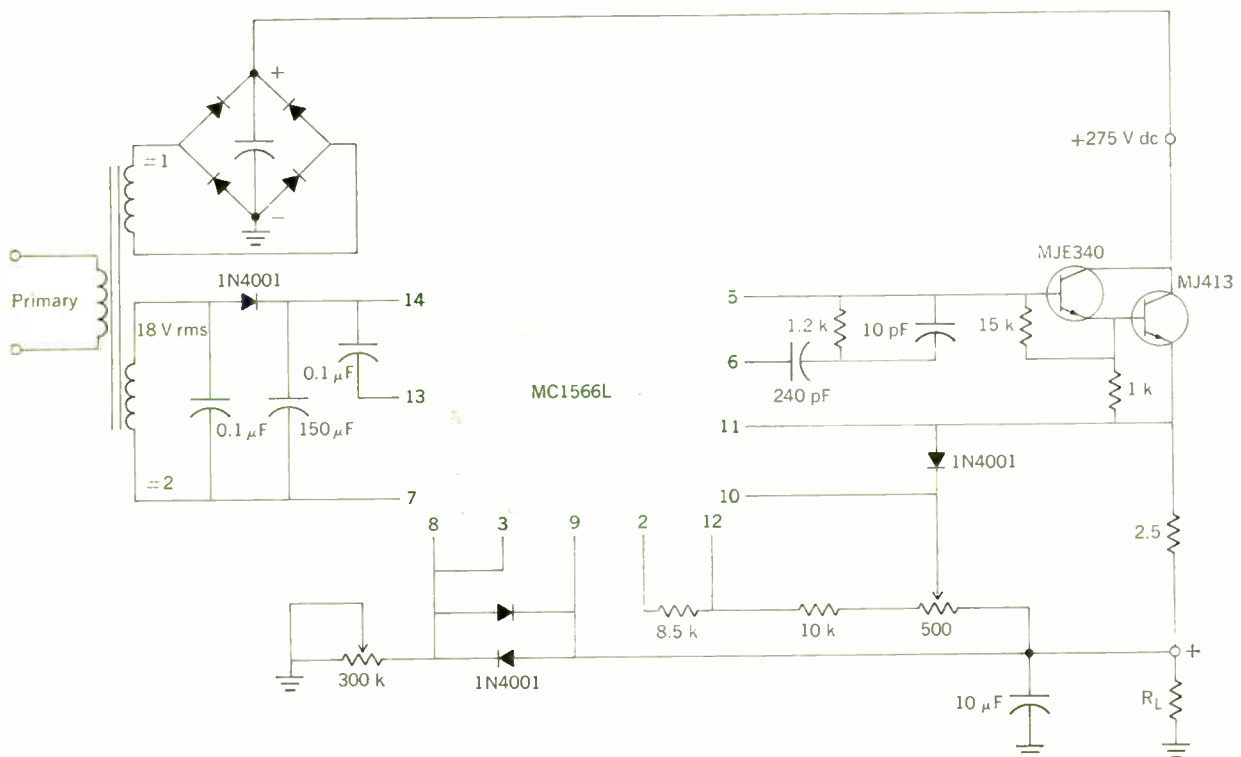 +
+275 V dc
=1
−
MJE340
MJ413
1N4001
Primary
18 V rms
14
5
1.2 k
10 pF
15 k
0.1 µF
6
13
MC1566L
240 pF
1 k
0.1 µF
150 µF
11
1N4001
=2
7
10
8
3
9
2
12
2.5
8.5 k
10 k
500
+
300 k
1N4001
10 µF
R_L